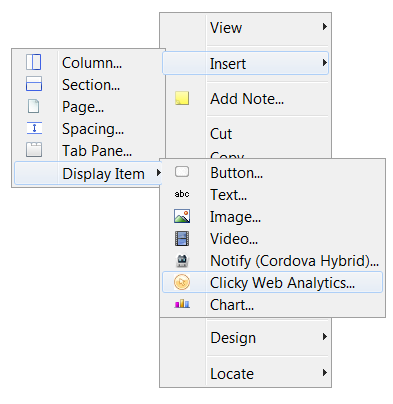 View
Insert
Add Note...
Cut
Copy
Column...
Section...
Page...
Spacing...
Tab Pane...
Display Item
Button...
abc Text...
Image...
Video...
Notify (Cordova Hybrid)...
Clicky Web Analytics...
Chart...
Design
Locate